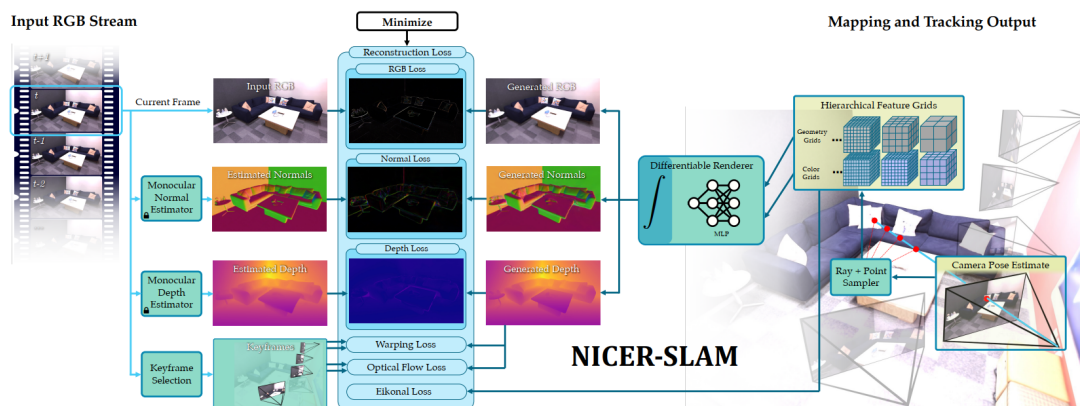 Input RGB Stream
Minimize
Mapping and Tracking Output
t+1
t
t-1
t-2
Current Frame
Monocular
Normal
Estimator
Monocular
Depth
Estimator
Keyframe
Selection
Input RGB
Estimated Normals
Estimated Depth
Keyframes
Reconstruction Loss
RGB Loss
Normal Loss
Depth Loss
Warping Loss
Optical Flow Loss
Eikonal Loss
Generated RGB
Generated Normals
Generated Depth
Differentiable Renderer
∫
MLP
Hierarchical Feature Grids
Geometry
Grids
...
Color
Grids
...
Ray + Point
Sampler
Camera Pose Estimate
NICER-SLAM